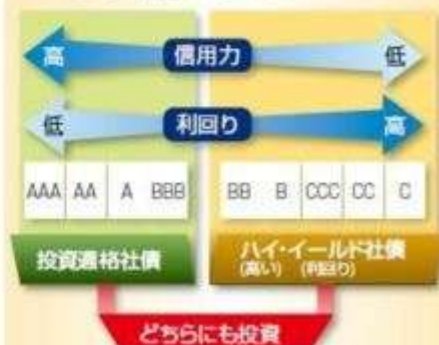 高 信用力 低
低 利回り 高
AAA AA A BBB BB B CCC CC C
投資適格社債
ハイ・イールド社債
(高い) (利回り)
どちらにも投資